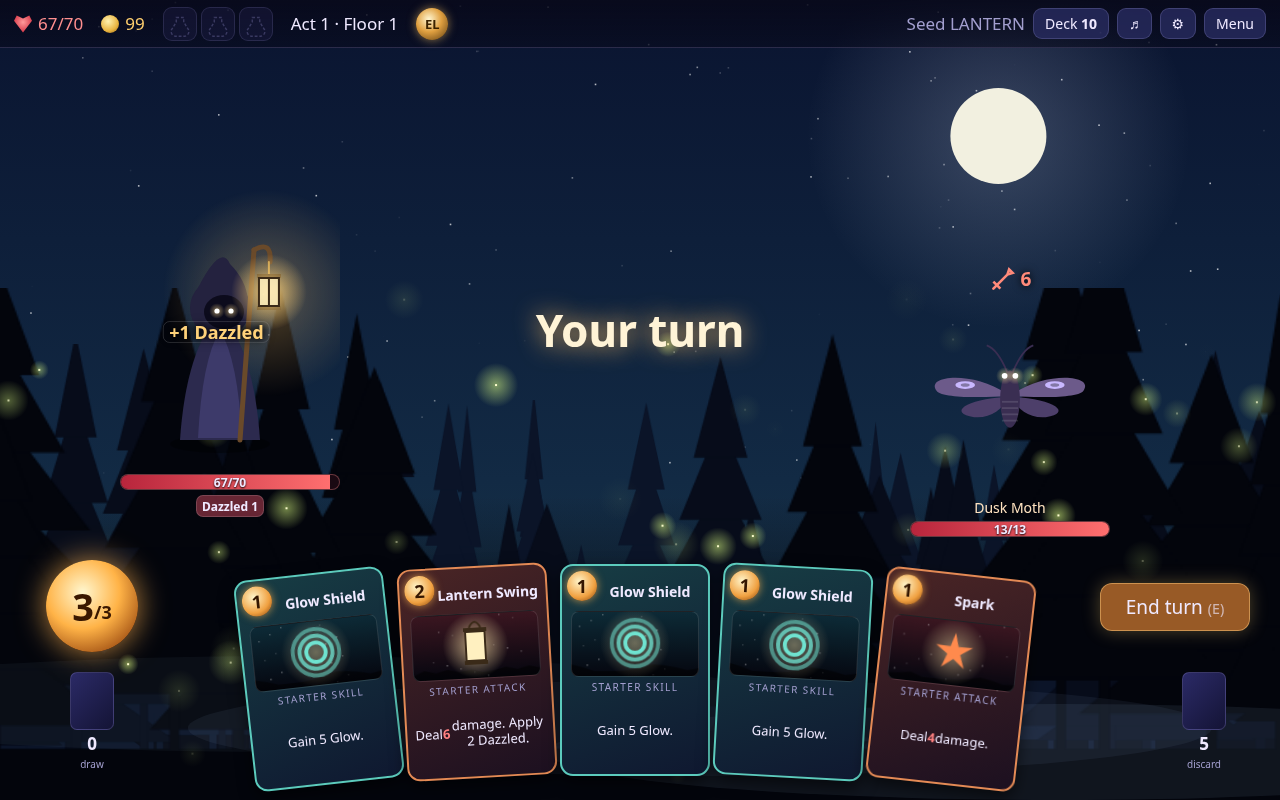 67/70 99 Act 1 · Floor 1 EL Seed LANTERN Deck 10 ♬ ⚙ Menu
6
+1 Dazzled
Your turn
67/70
Dazzled 1
Dusk Moth
13/13
3/3
End turn (E)
1 Glow Shield
STARTER SKILL
Gain 5 Glow.
2 Lantern Swing
STARTER ATTACK
Deal 6 damage. Apply
2 Dazzled.
1 Glow Shield
STARTER SKILL
Gain 5 Glow.
1 Glow Shield
STARTER SKILL
Gain 5 Glow.
1 Spark
STARTER ATTACK
Deal 4 damage.
0
draw
5
discard